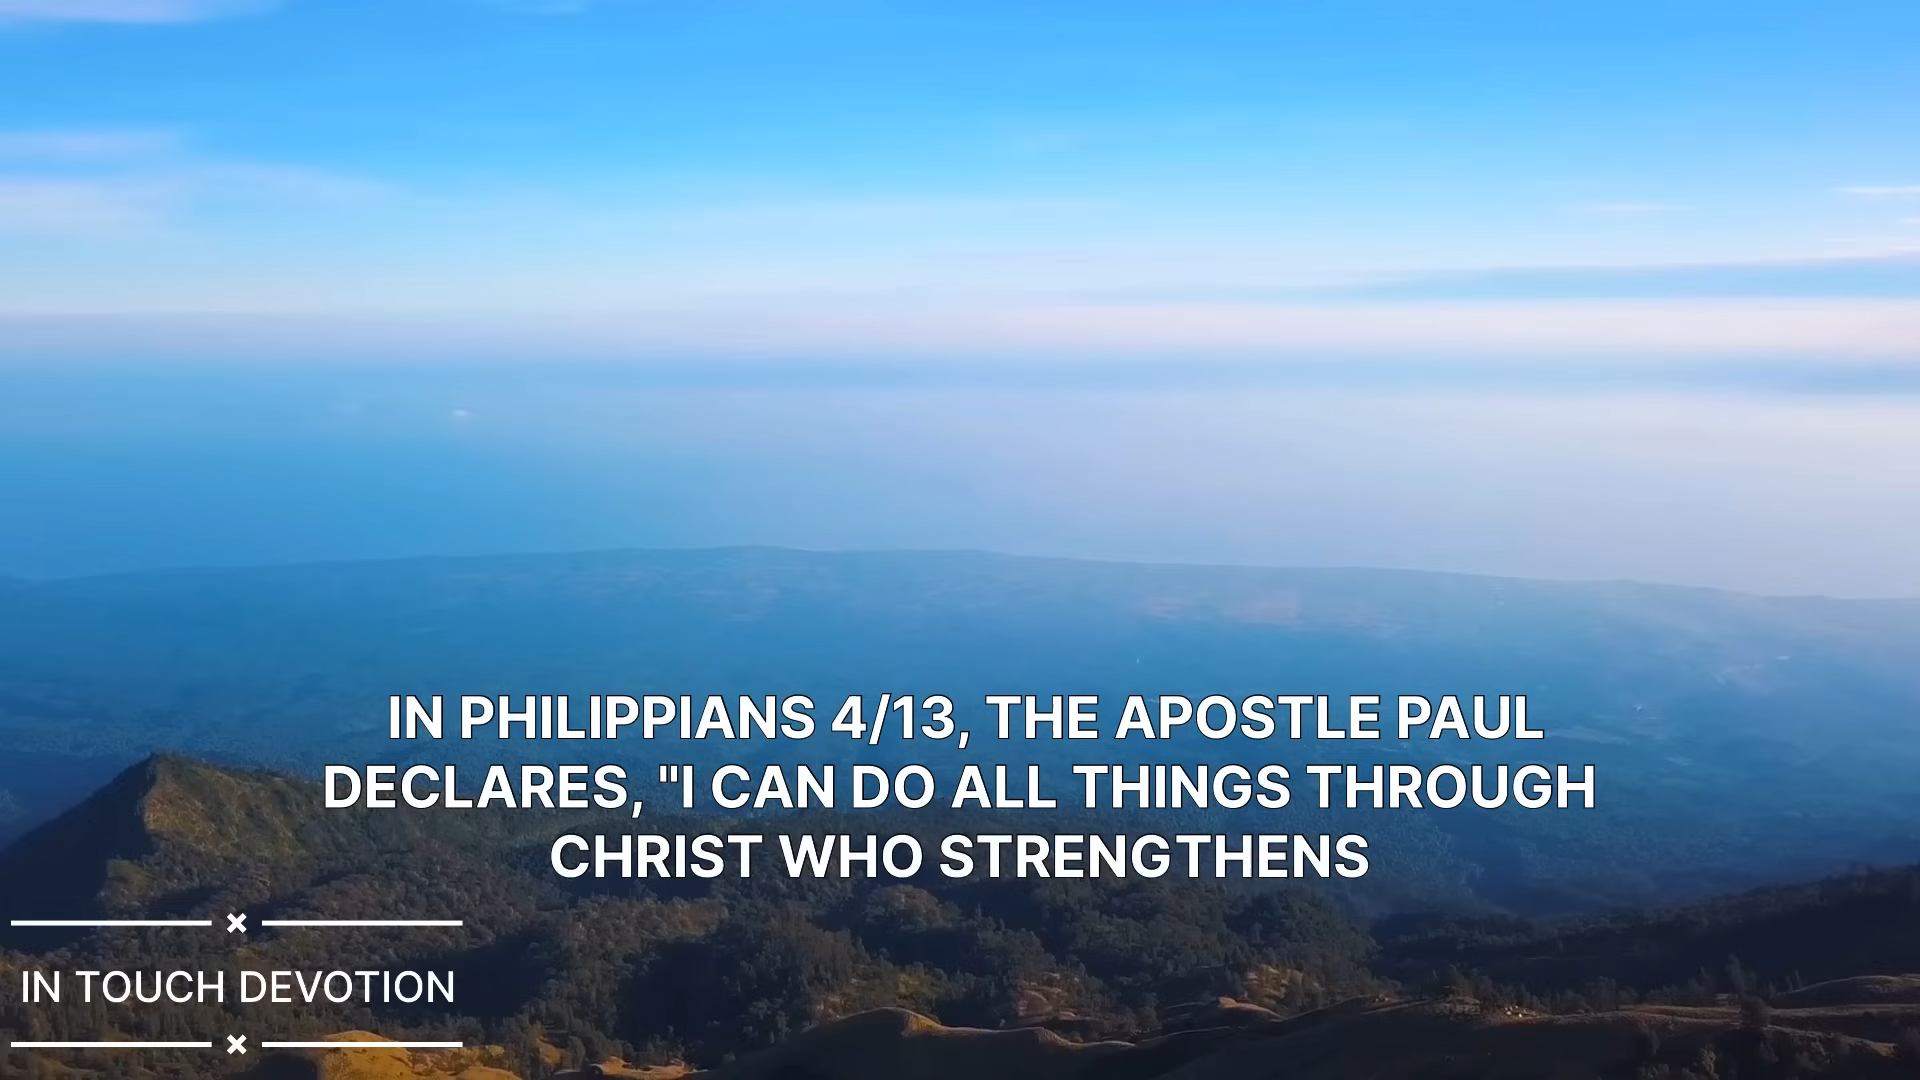 IN PHILIPPIANS 4/13, THE APOSTLE PAUL
DECLARES, "I CAN DO ALL THINGS THROUGH
CHRIST WHO STRENGTHENS
IN TOUCH DEVOTION